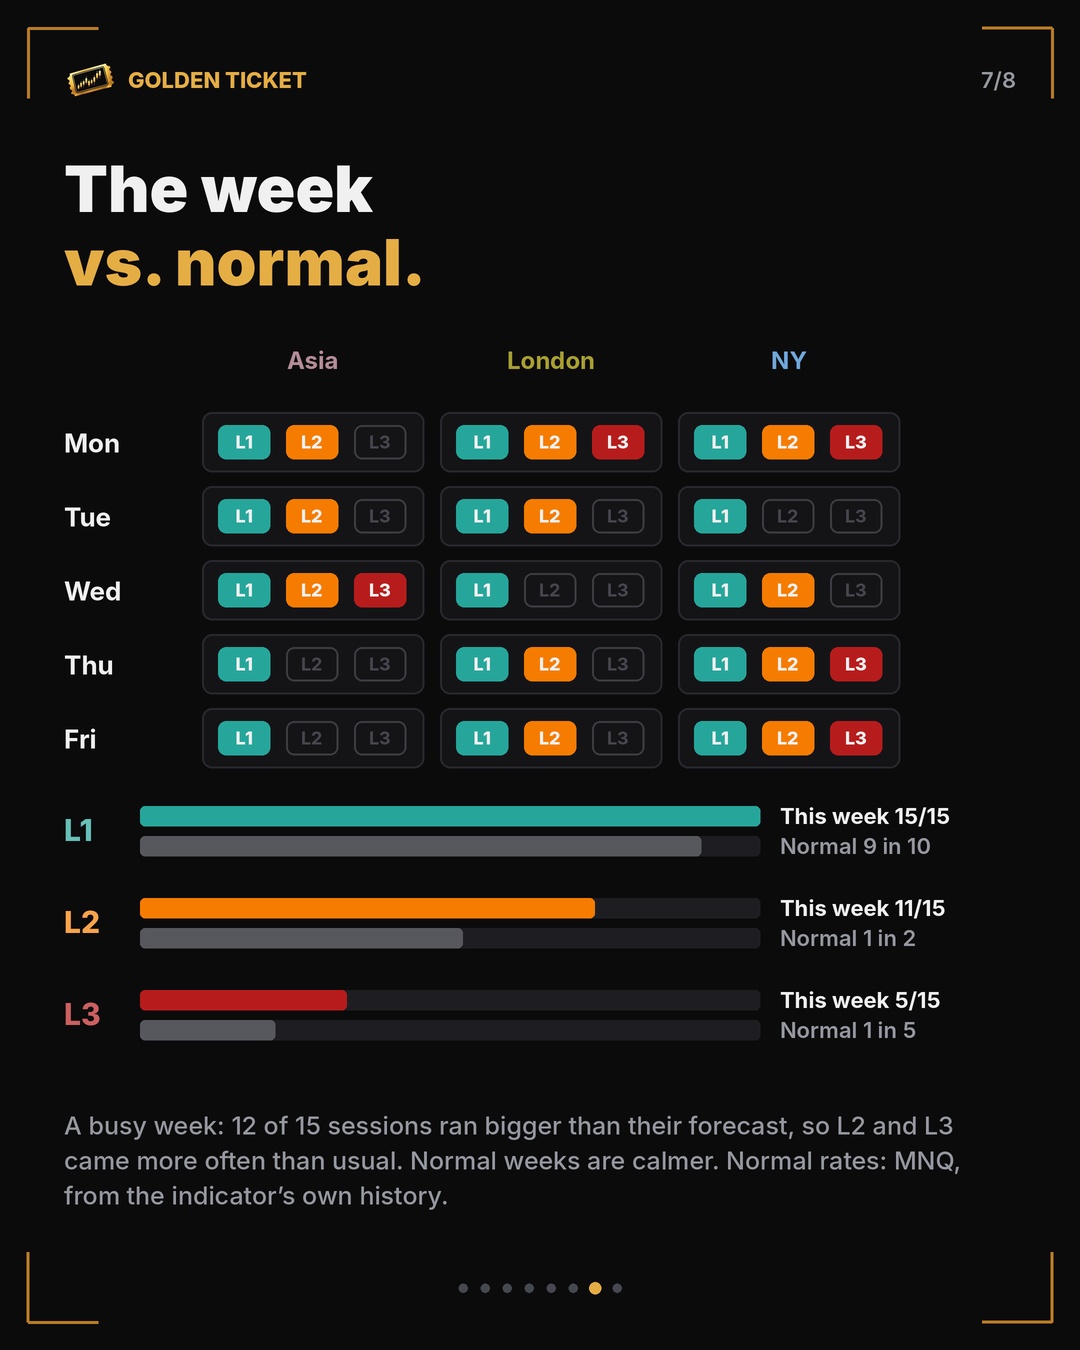 GOLDEN TICKET
7/8
The week
vs. normal.
Asia London NY
Mon L1 L2 L3 L1 L2 L3 L1 L2 L3
Tue L1 L2 L3 L1 L2 L3 L1 L2 L3
Wed L1 L2 L3 L1 L2 L3 L1 L2 L3
Thu L1 L2 L3 L1 L2 L3 L1 L2 L3
Fri L1 L2 L3 L1 L2 L3 L1 L2 L3
L1
This week 15/15
Normal 9 in 10
L2
This week 11/15
Normal 1 in 2
L3
This week 5/15
Normal 1 in 5
A busy week: 12 of 15 sessions ran bigger than their forecast, so L2 and L3
came more often than usual. Normal weeks are calmer. Normal rates: MNQ,
from the indicator’s own history.